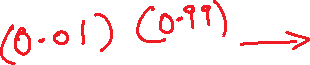 (0.01) (0.99) →